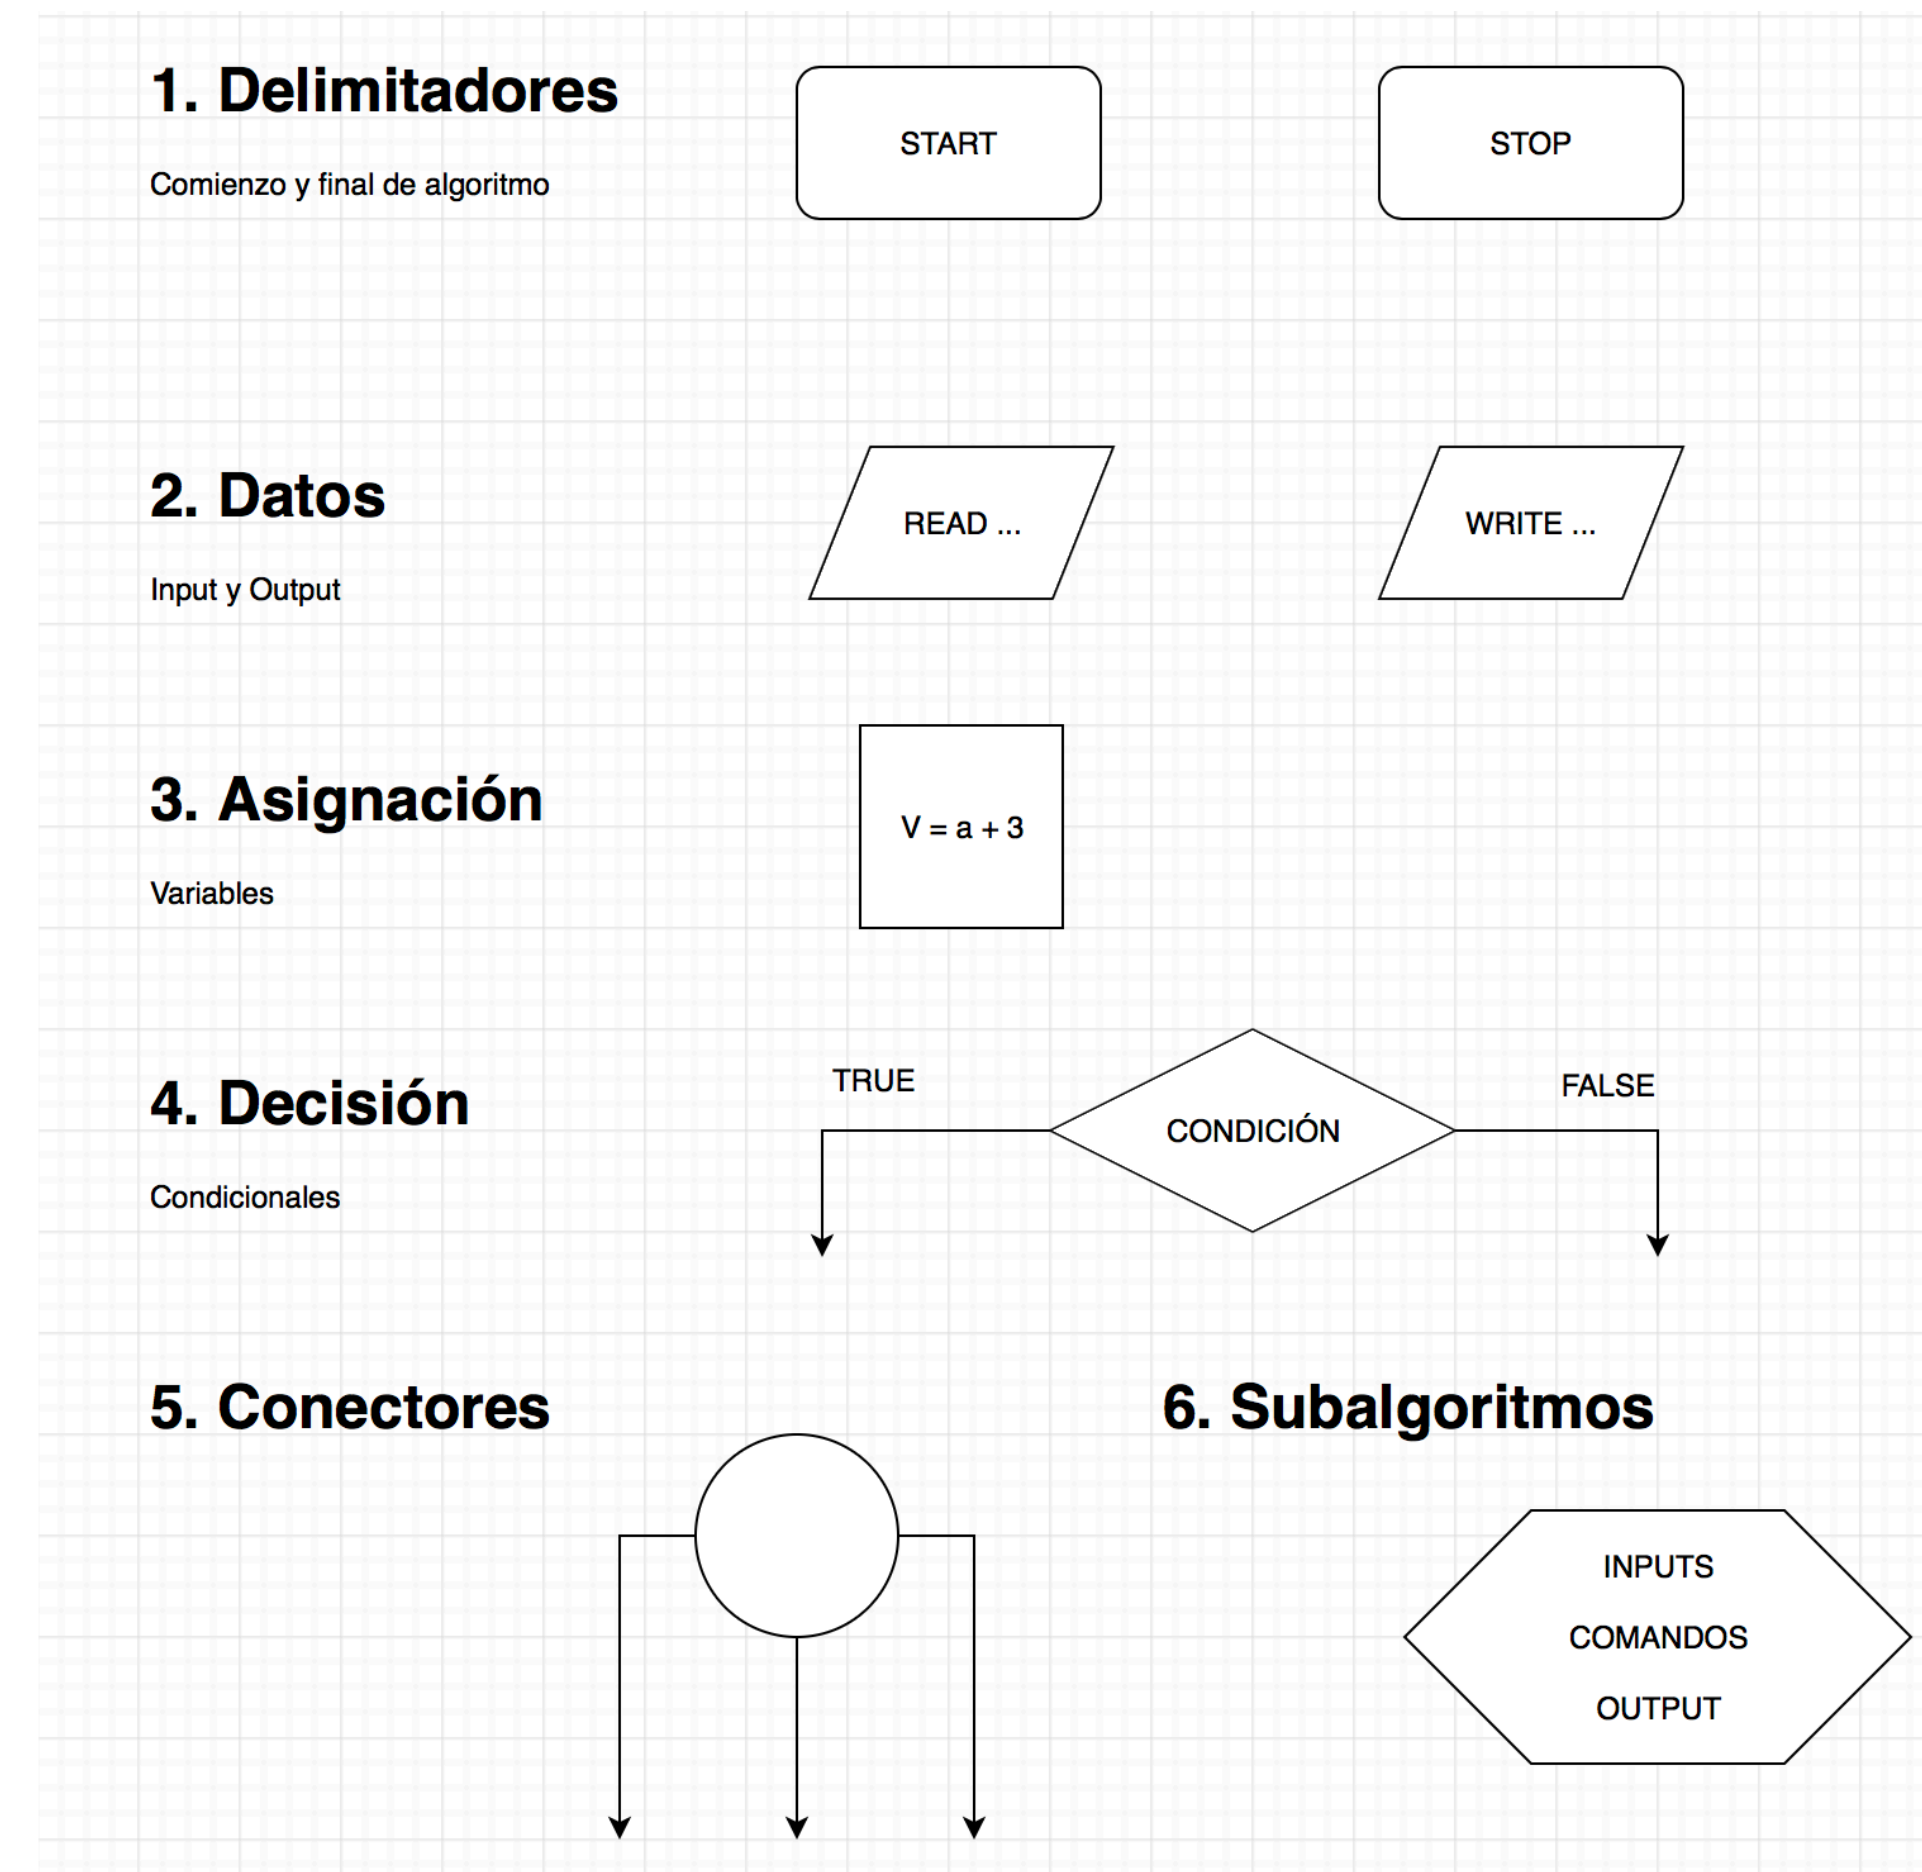 1. Delimitadores
START
STOP
Comienzo y final de algoritmo
2. Datos
READ ...
WRITE ...
Input y Output
3. Asignación
V = a + 3
Variables
4. Decisión
TRUE
CONDICIÓN
FALSE
Condicionales
5. Conectores
6. Subalgoritmos
INPUTS
COMANDOS
OUTPUT